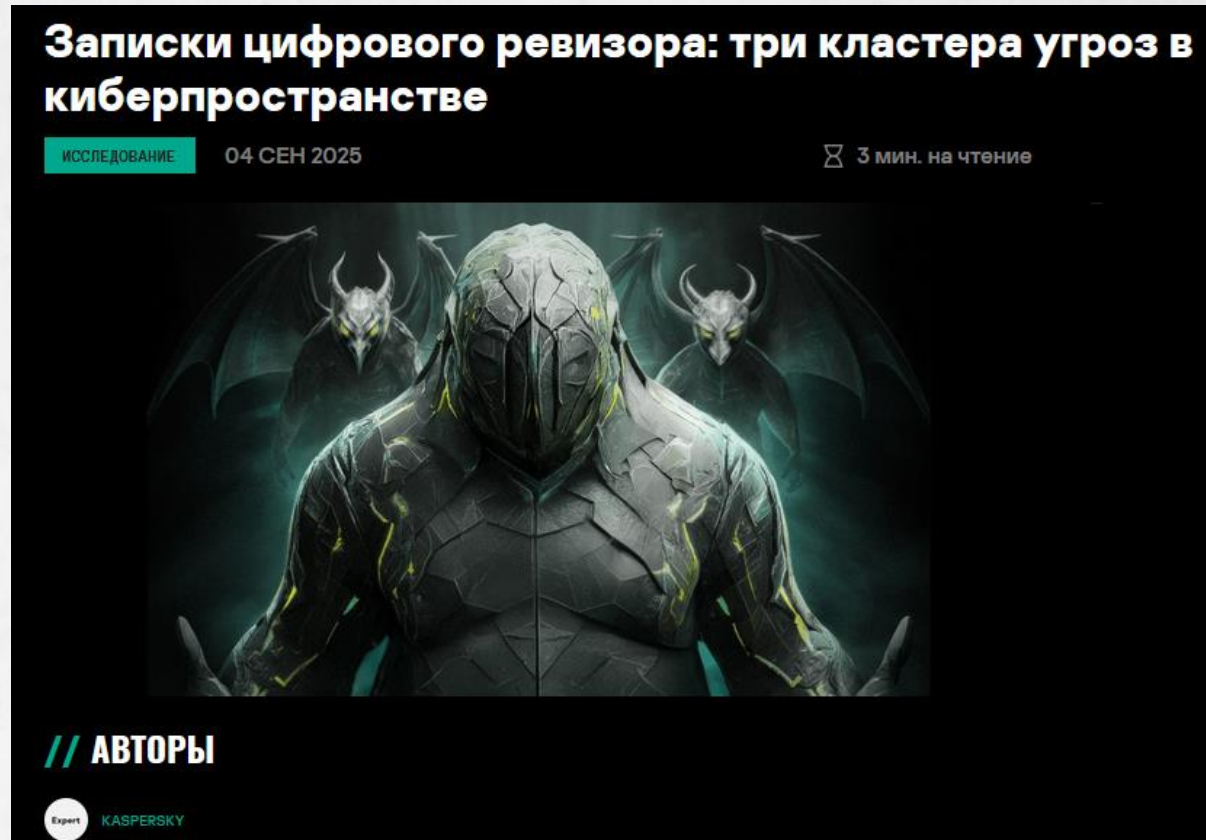 Записки цифрового ревизора: три кластера угроз в
киберпространстве
ИССЛЕДОВАНИЕ 04 СЕН 2025 3 мин. на чтение
// АВТОРЫ
Expert KASPERSKY